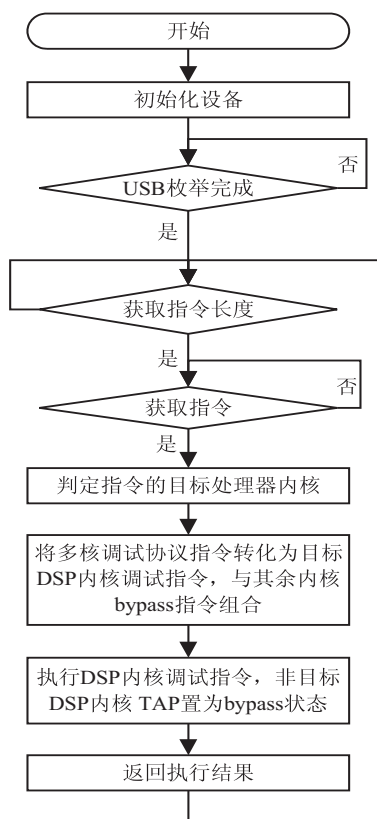 开始
初始化设备
否
USB枚举完成
是
获取指令长度
是
否
获取指令
是
判定指令的目标处理器内核
将多核调试协议指令转化为目标
DSP内核调试指令，与其余内核
bypass指令组合
执行DSP内核调试指令，非目标
DSP内核 TAP置为bypass状态
返回执行结果